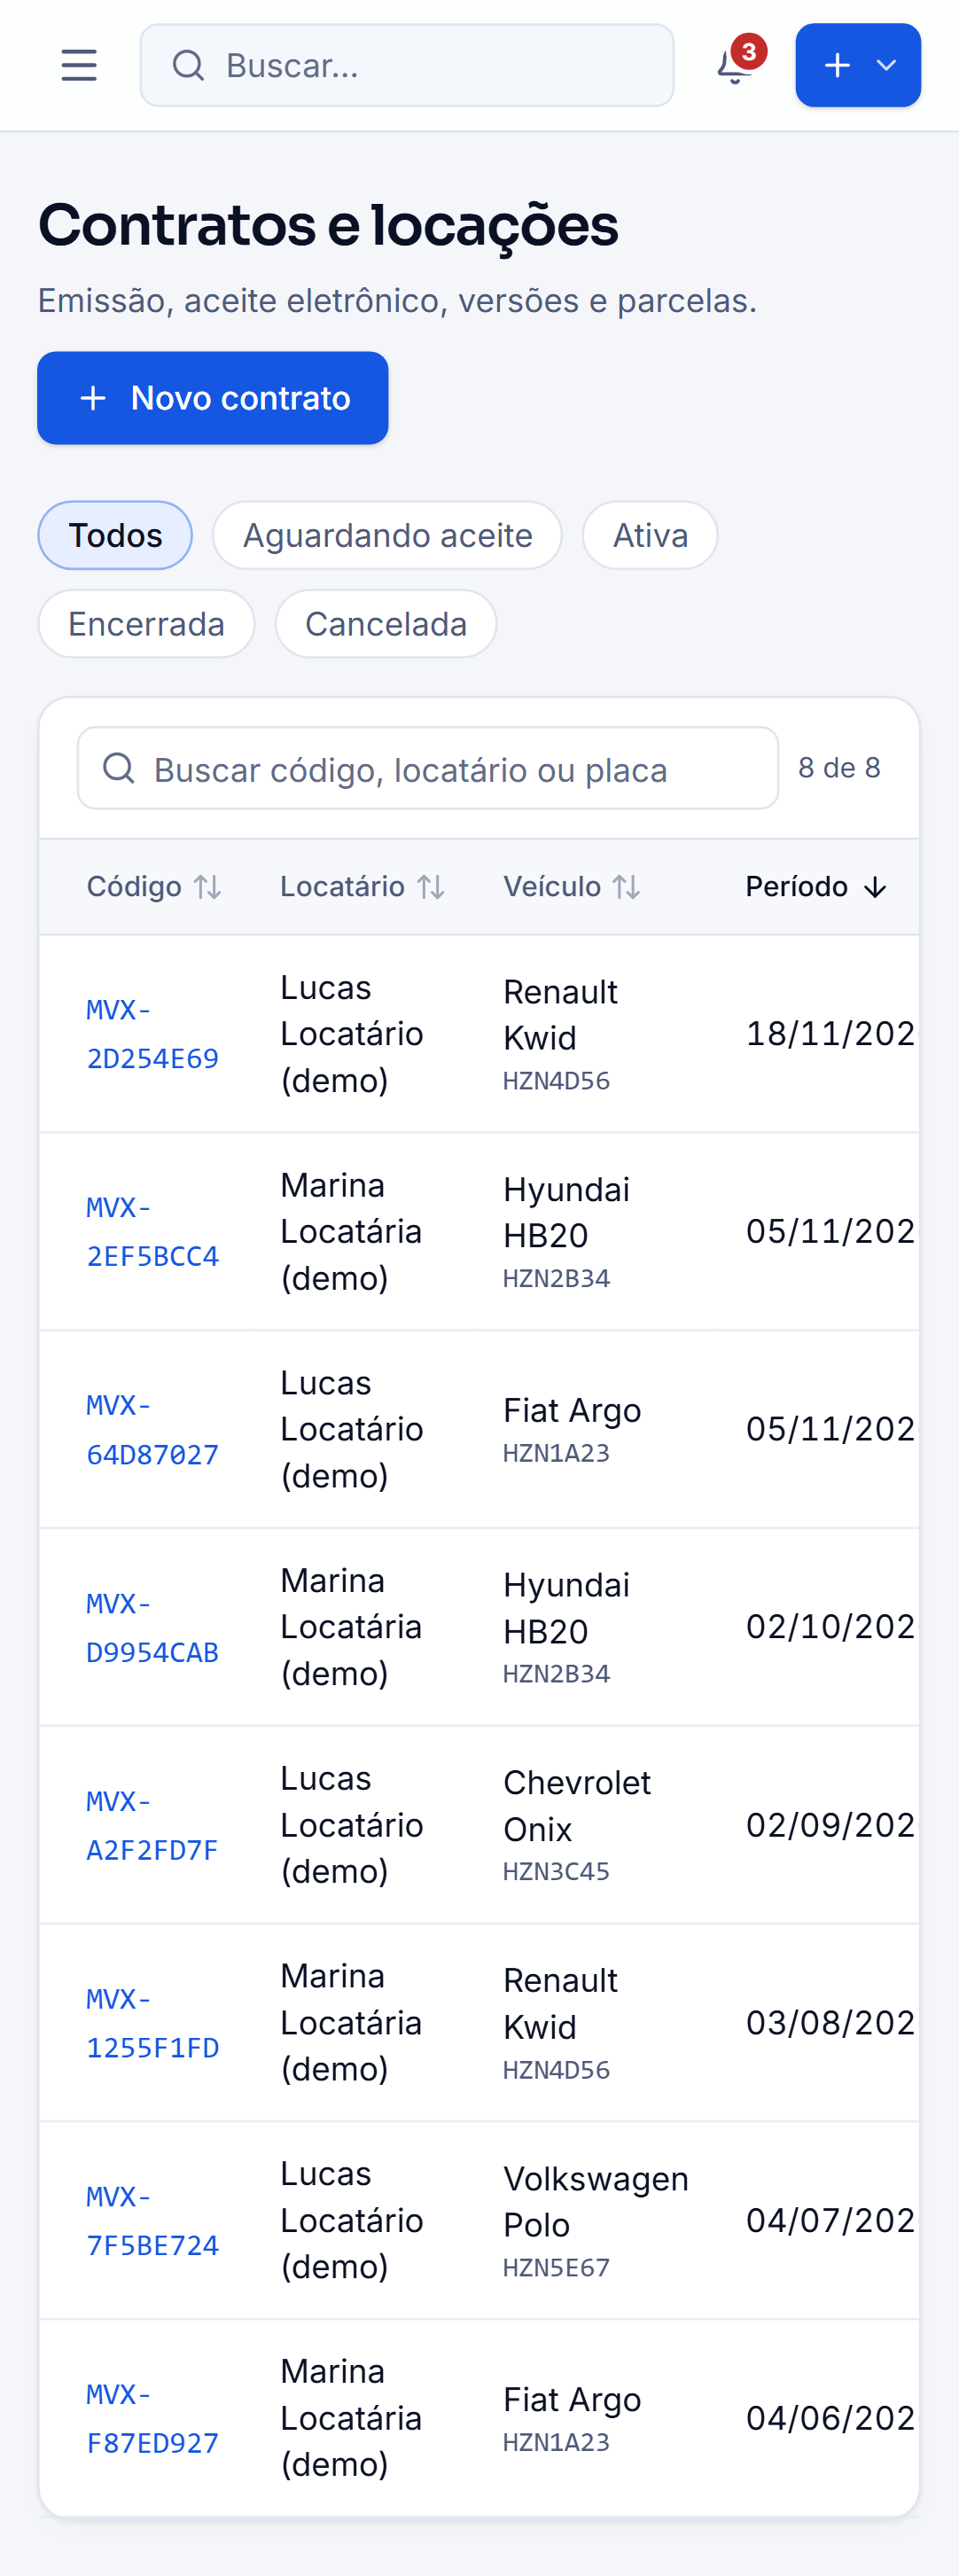 Buscar...
3
Contratos e locações
Emissão, aceite eletrônico, versões e parcelas.
Novo contrato
Todos Aguardando aceite Ativa
Encerrada Cancelada
Buscar código, locatário ou placa 8 de 8
Código Locatário Veículo Período
MVX-
2D254E69
Lucas
Locatário
(demo)
Renault
Kwid
HZN4D56
18/11/202
MVX-
2EF5BCC4
Marina
Locatária
(demo)
Hyundai
HB20
HZN2B34
05/11/202
MVX-
64D87027
Lucas
Locatário
(demo)
Fiat Argo
HZN1A23
05/11/202
MVX-
D9954CAB
Marina
Locatária
(demo)
Hyundai
HB20
HZN2B34
02/10/202
MVX-
A2F2FD7F
Lucas
Locatário
(demo)
Chevrolet
Onix
HZN3C45
02/09/202
MVX-
1255F1FD
Marina
Locatária
(demo)
Renault
Kwid
HZN4D56
03/08/202
MVX-
7F5BE724
Lucas
Locatário
(demo)
Volkswagen
Polo
HZN5E67
04/07/202
MVX-
F87ED927
Marina
Locatária
(demo)
Fiat Argo
HZN1A23
04/06/202